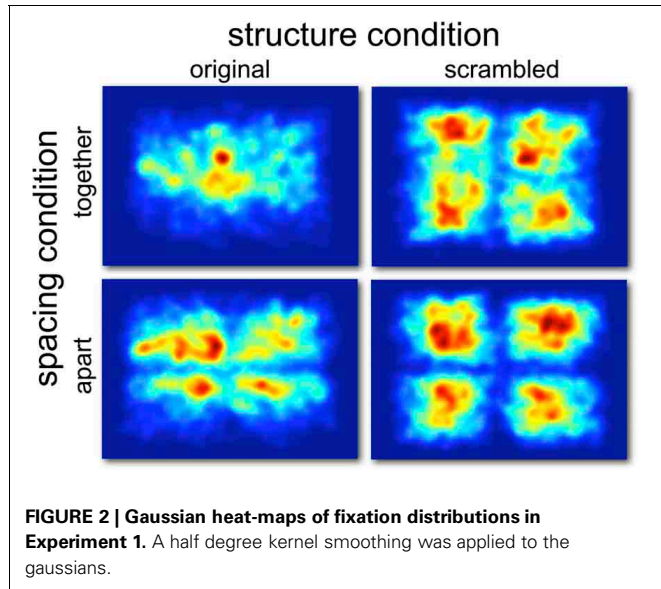 structure condition
original scrambled
spacing condition
together
apart
FIGURE 2 | Gaussian heat-maps of fixation distributions in
Experiment 1. A half degree kernel smoothing was applied to the
gaussians.